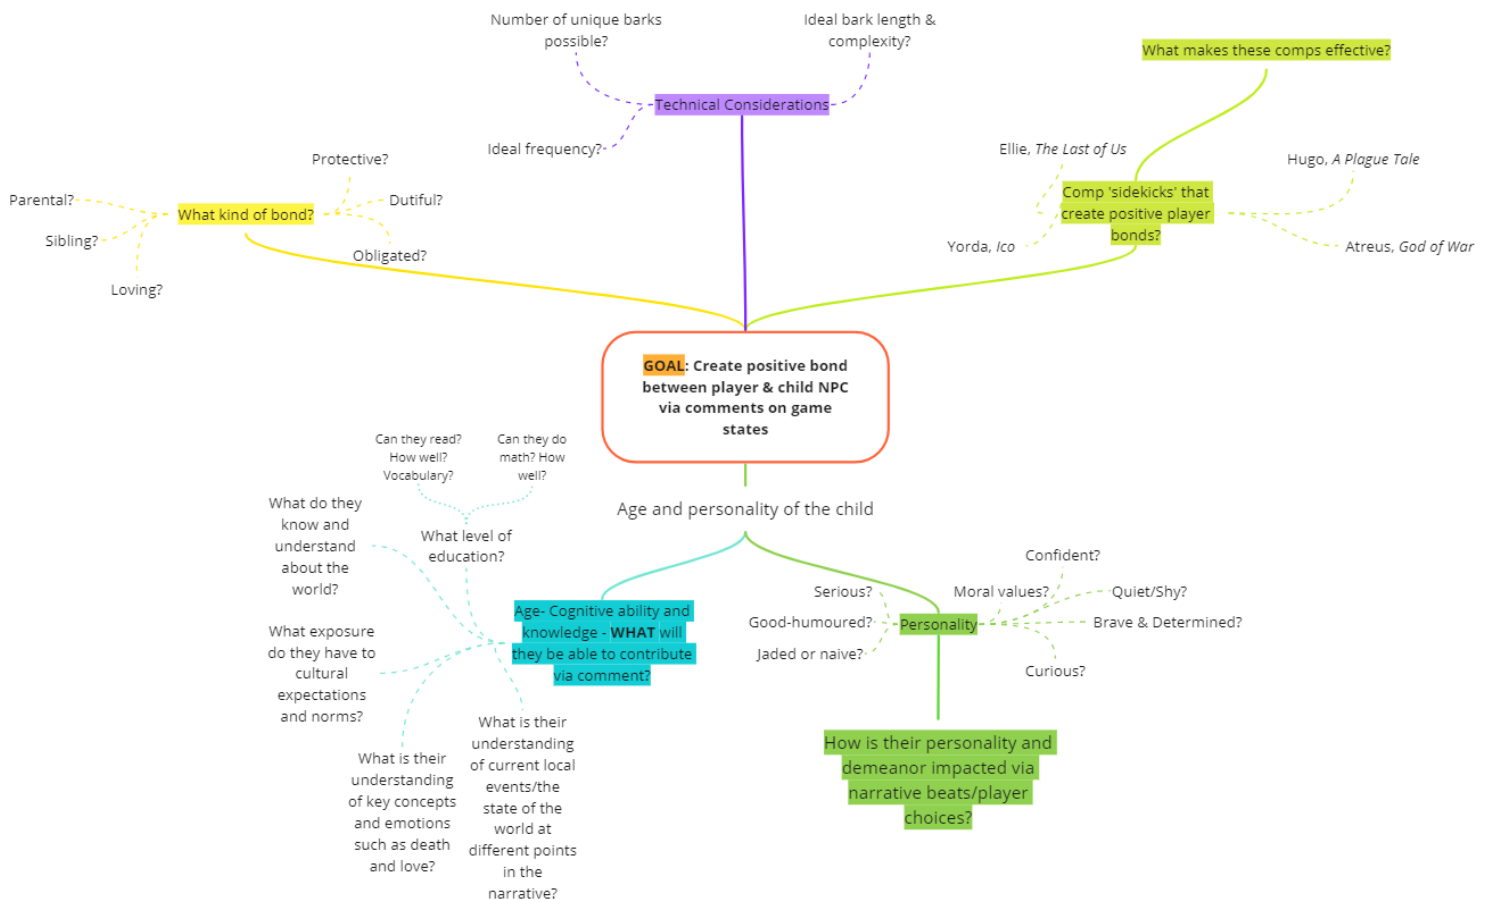 Number of unique barks
possible?
Ideal bark length &
complexity?
Technical Considerations
Ideal frequency?
What makes these comps effective?
Ellie, The Last of Us
Hugo, A Plague Tale
Comp 'sidekicks' that
create positive player
bonds?
Yorda, Ico
Atreus, God of War
Protective?
Parental?
What kind of bond?
Dutiful?
Sibling?
Obligated?
Loving?
GOAL: Create positive bond
between player & child NPC
via comments on game
states
Age and personality of the child
Can they read?
How well?
Vocabulary?
Can they do
math? How
well?
What level of
education?
What do they
know and
understand
about the
world?
What exposure
do they have to
cultural
expectations
and norms?
Age- Cognitive ability and
knowledge - WHAT will
they be able to contribute
via comment?
What is their
understanding
of key concepts
and emotions
such as death
and love?
What is their
understanding
of current local
events/the
state of the
world at
different points
in the
narrative?
Confident?
Serious?
Moral values?
Quiet/Shy?
Good-humoured?
Personality
Brave & Determined?
Jaded or naive?
Curious?
How is their personality and
demeanor impacted via
narrative beats/player
choices?